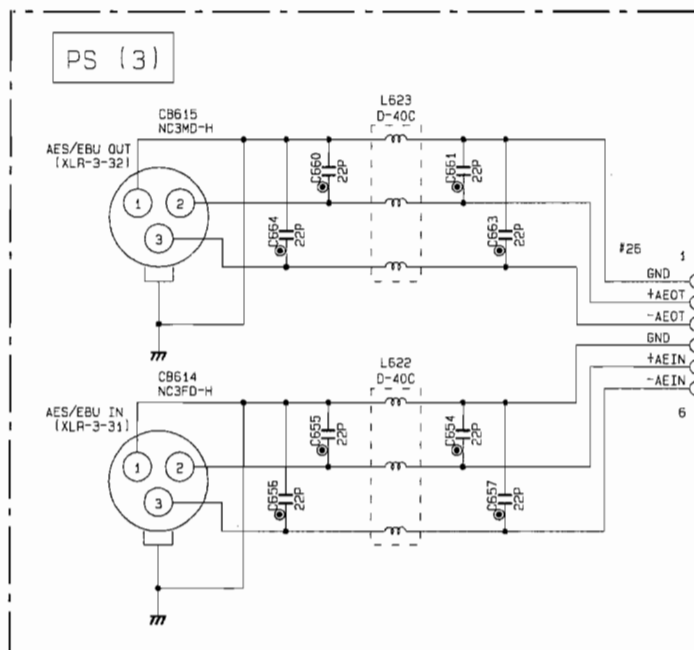 PS (3)
CB615
NC3MD-H
AES/EBU OUT
(XLR-3-32)
1
2
3
L623
D-40C
C660
22P
C661
22P
C664
22P
C663
22P
#26
1
GND
+AEOT
-AEOT
GND
+AEIN
-AEIN
6
CB614
NC3FD-H
AES/EBU IN
(XLR-3-31)
1
2
3
L622
D-40C
C655
22P
C654
22P
C656
22P
C657
22P